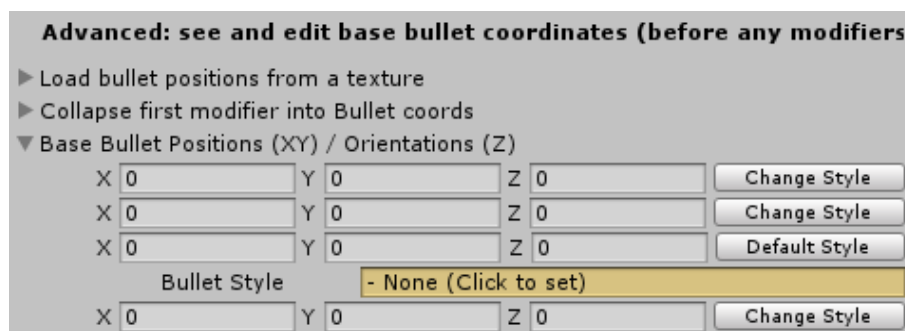 Advanced: see and edit base bullet coordinates (before any modifiers
Load bullet positions from a texture
Collapse first modifier into Bullet coords
Base Bullet Positions (XY) / Orientations (Z)
X 0 Y 0 Z 0 Change Style
X 0 Y 0 Z 0 Change Style
X 0 Y 0 Z 0 Default Style
Bullet Style - None (Click to set)
X 0 Y 0 Z 0 Change Style